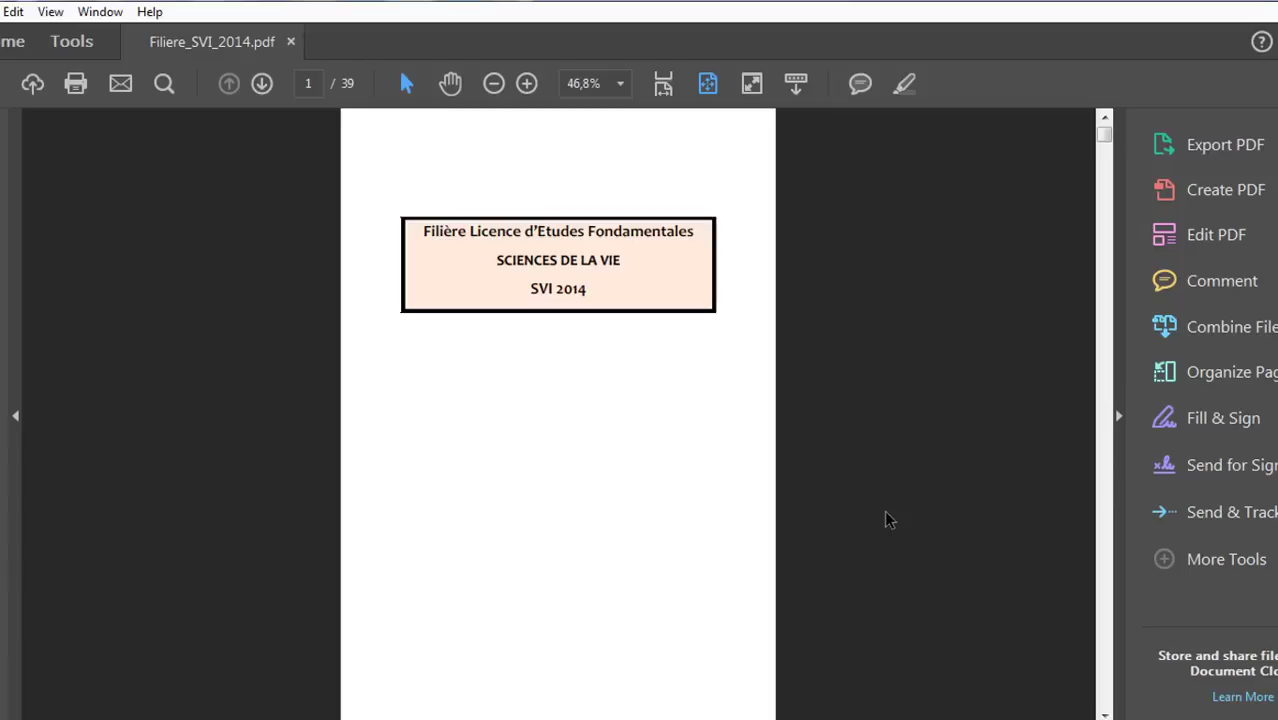 Edit View Window Help
me Tools Filiere_SVI_2014.pdf ×
1 / 39 46,8%
Filière Licence d'Etudes Fondamentales
SCIENCES DE LA VIE
SVI 2014
Export PDF
Create PDF
Edit PDF
Comment
Combine File
Organize Pag
Fill & Sign
Send for Sign
Send & Track
More Tools
Store and share file
Document Clo
Learn More